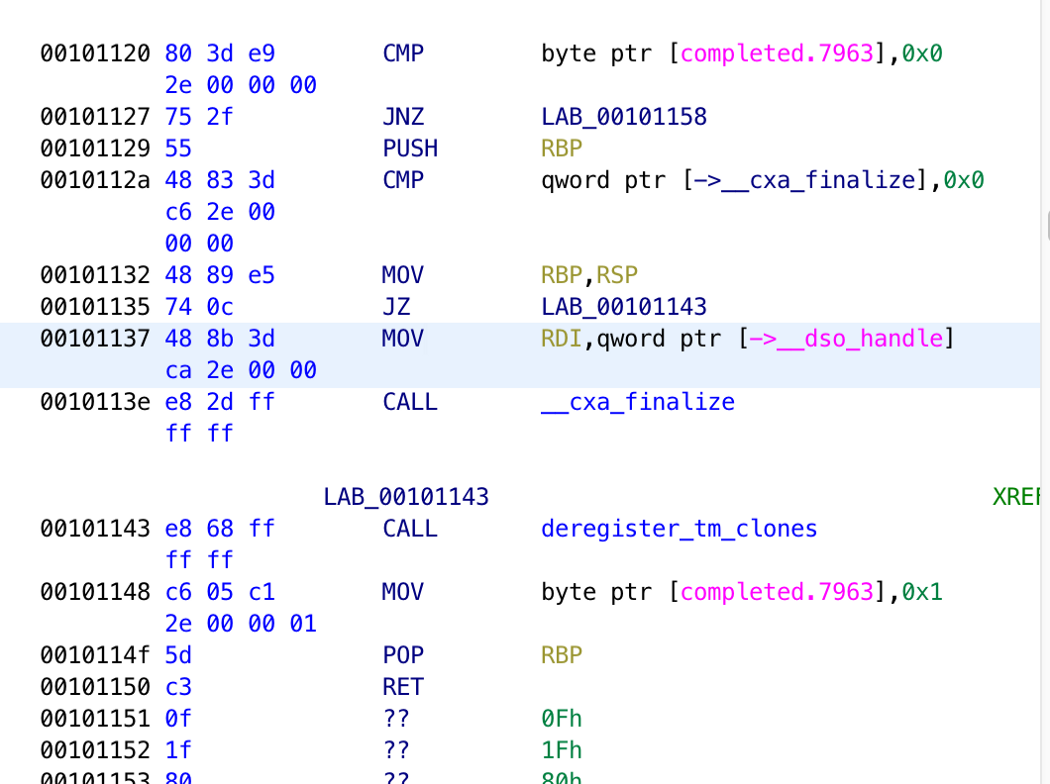 00101120 80 3d e9 CMP byte ptr [completed.7963],0x0
2e 00 00 00
00101127 75 2f JNZ LAB_00101158
00101129 55 PUSH RBP
0010112a 48 83 3d CMP qword ptr [->__cxa_finalize],0x0
c6 2e 00
00 00
00101132 48 89 e5 MOV RBP,RSP
00101135 74 0c JZ LAB_00101143
00101137 48 8b 3d MOV RDI,qword ptr [->__dso_handle]
ca 2e 00 00
0010113e e8 2d ff CALL __cxa_finalize
ff ff
LAB_00101143 XREF
00101143 e8 68 ff CALL deregister_tm_clones
ff ff
00101148 c6 05 c1 MOV byte ptr [completed.7963],0x1
2e 00 00 01
0010114f 5d POP RBP
00101150 c3 RET
00101151 0f ?? 0Fh
00101152 1f ?? 1Fh
00101153 80 ?? 80h